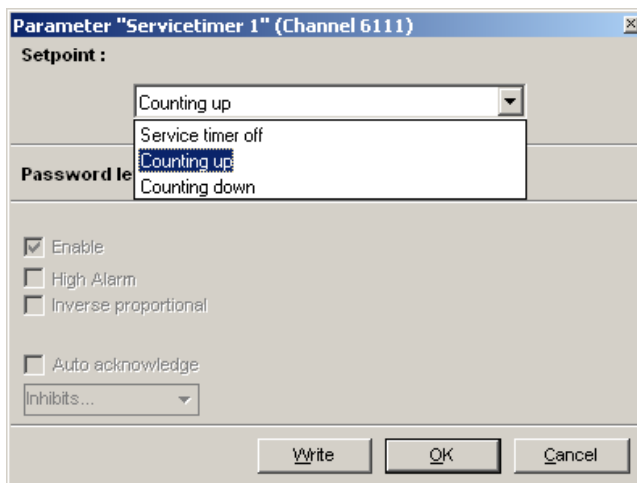 Parameter "Servicetimer 1" (Channel 6111)
Setpoint :
Counting up
Service timer off
Counting up
Counting down
Password le
Enable
High Alarm
Inverse proportional
Auto acknowledge
Inhibits...
Write
OK
Cancel